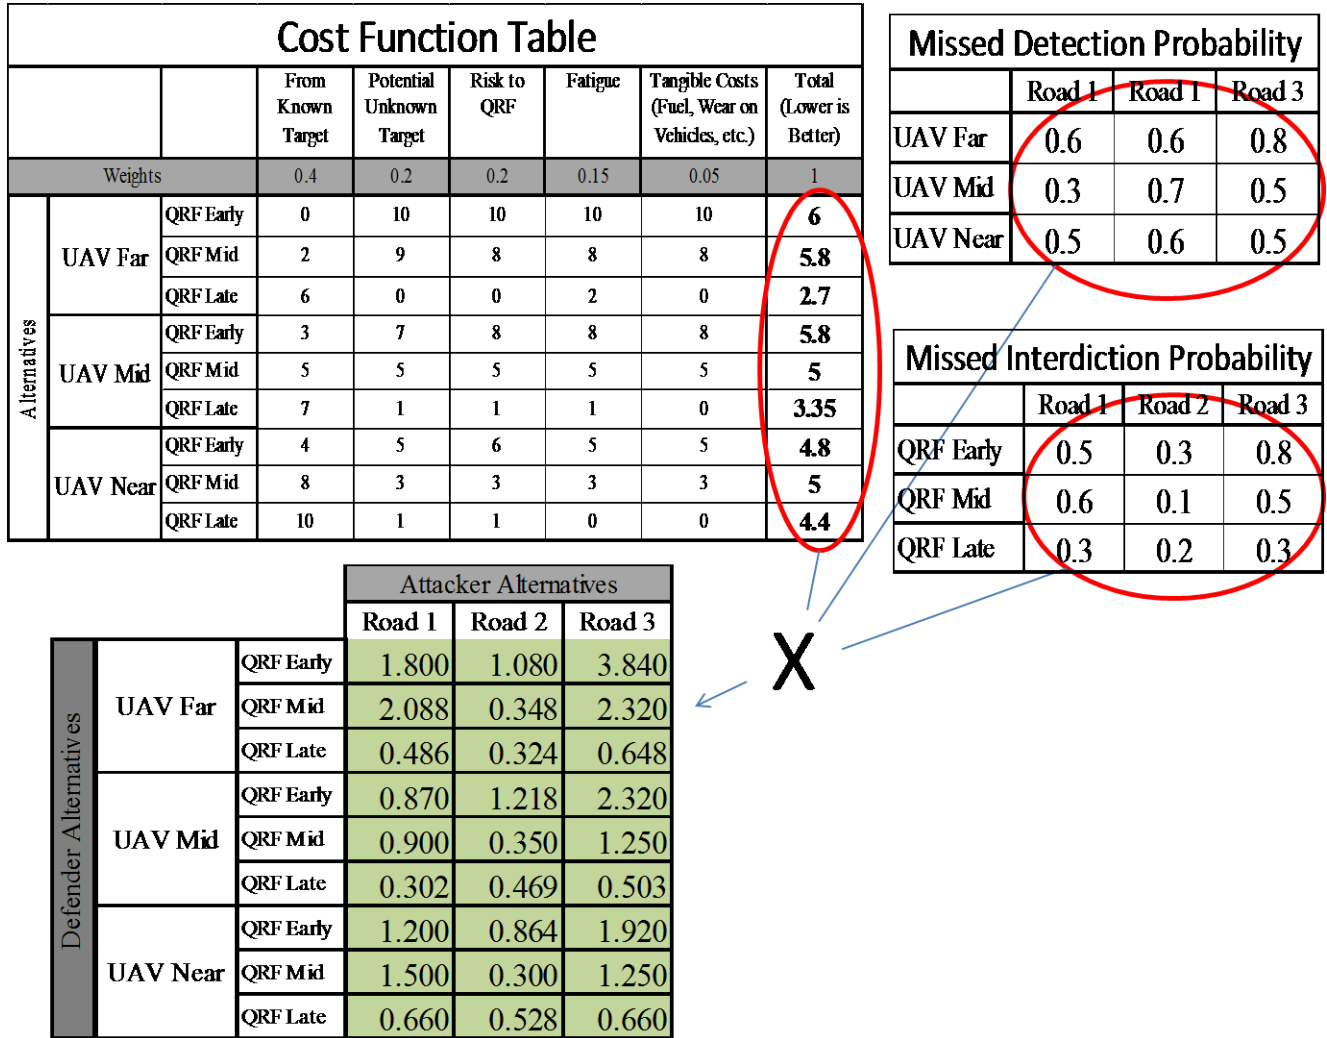 Cost Function Table
From Known Target Potential Unknown Target Risk to QRF Fatigue Tangible Costs (Fuel, Wear on Vehicles, etc.) Total (Lower is Better)
Weights 0.4 0.2 0.2 0.15 0.05 1
Alternatives
UAV Far
QRF Early 0 10 10 10 10 6
QRF Mid 2 9 8 8 8 5.8
QRF Late 6 0 0 2 0 2.7
UAV Mid
QRF Early 3 7 8 8 8 5.8
QRF Mid 5 5 5 5 5 5
QRF Late 7 1 1 1 0 3.35
UAV Near
QRF Early 4 5 6 5 5 4.8
QRF Mid 8 3 3 3 3 5
QRF Late 10 1 1 0 0 4.4
Missed Detection Probability
Road 1 Road 1 Road 3
UAV Far 0.6 0.6 0.8
UAV Mid 0.3 0.7 0.5
UAV Near 0.5 0.6 0.5
Missed Interdiction Probability
Road 1 Road 2 Road 3
QRF Early 0.5 0.3 0.8
QRF Mid 0.6 0.1 0.5
QRF Late 0.3 0.2 0.3
X
Attacker Alternatives
Road 1 Road 2 Road 3
Defender Alternatives
UAV Far
QRF Early 1.800 1.080 3.840
QRF Mid 2.088 0.348 2.320
QRF Late 0.486 0.324 0.648
UAV Mid
QRF Early 0.870 1.218 2.320
QRF Mid 0.900 0.350 1.250
QRF Late 0.302 0.469 0.503
UAV Near
QRF Early 1.200 0.864 1.920
QRF Mid 1.500 0.300 1.250
QRF Late 0.660 0.528 0.660